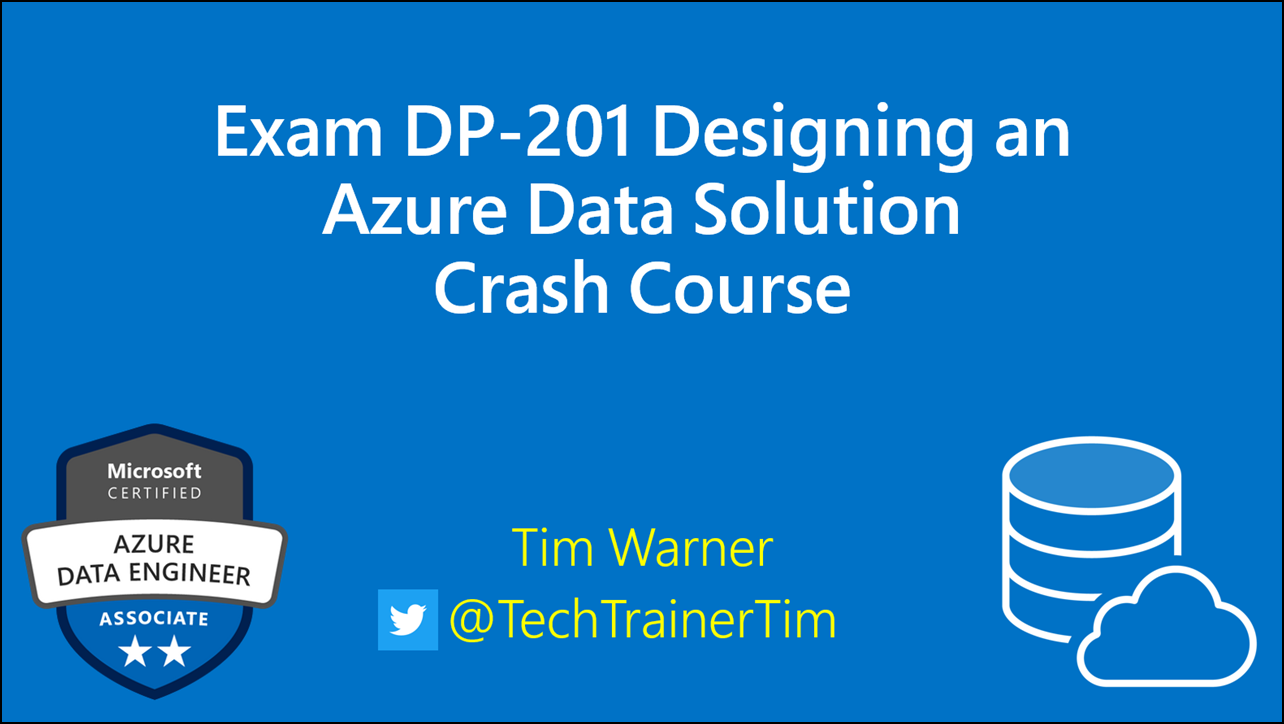 Exam DP-201 Designing an
Azure Data Solution
Crash Course
Microsoft
CERTIFIED
AZURE
DATA ENGINEER
ASSOCIATE
Tim Warner
@TechTrainerTim